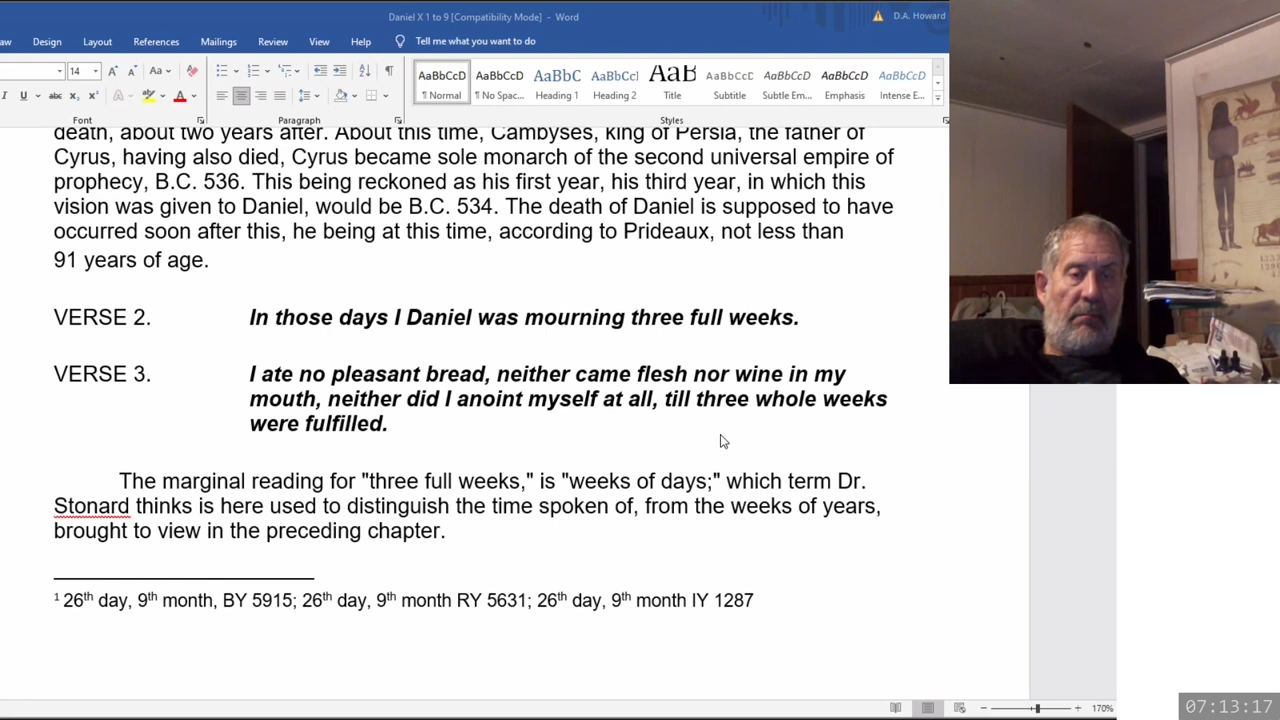 Daniel X 1 to 9 [Compatibility Mode] - Word
D.A. Howard
aw Design Layout References Mailings Review View Help Tell me what you want to do
14 Aa
AaBbCcD AaBbCcD AaBbC AaBbCcI AaB AaBbCcD AaBbCcD AaBbCcD AaBbCcD
I U abc x₂ x² A A
¶ Normal ¶ No Spac... Heading 1 Heading 2 Title Subtitle Subtle Em... Emphasis Intense E...
Font Paragraph Styles
death, about two years after. About this time, Cambyses, king of Persia, the father of
Cyrus, having also died, Cyrus became sole monarch of the second universal empire of
prophecy, B.C. 536. This being reckoned as his first year, his third year, in which this
vision was given to Daniel, would be B.C. 534. The death of Daniel is supposed to have
occurred soon after this, he being at this time, according to Prideaux, not less than
91 years of age.
VERSE 2. In those days I Daniel was mourning three full weeks.
VERSE 3. I ate no pleasant bread, neither came flesh nor wine in my
mouth, neither did I anoint myself at all, till three whole weeks
were fulfilled.
The marginal reading for "three full weeks," is "weeks of days;" which term Dr.
Stonard thinks is here used to distinguish the time spoken of, from the weeks of years,
brought to view in the preceding chapter.
1 26th day, 9th month, BY 5915; 26th day, 9th month RY 5631; 26th day, 9th month IY 1287
170%
07:13:17